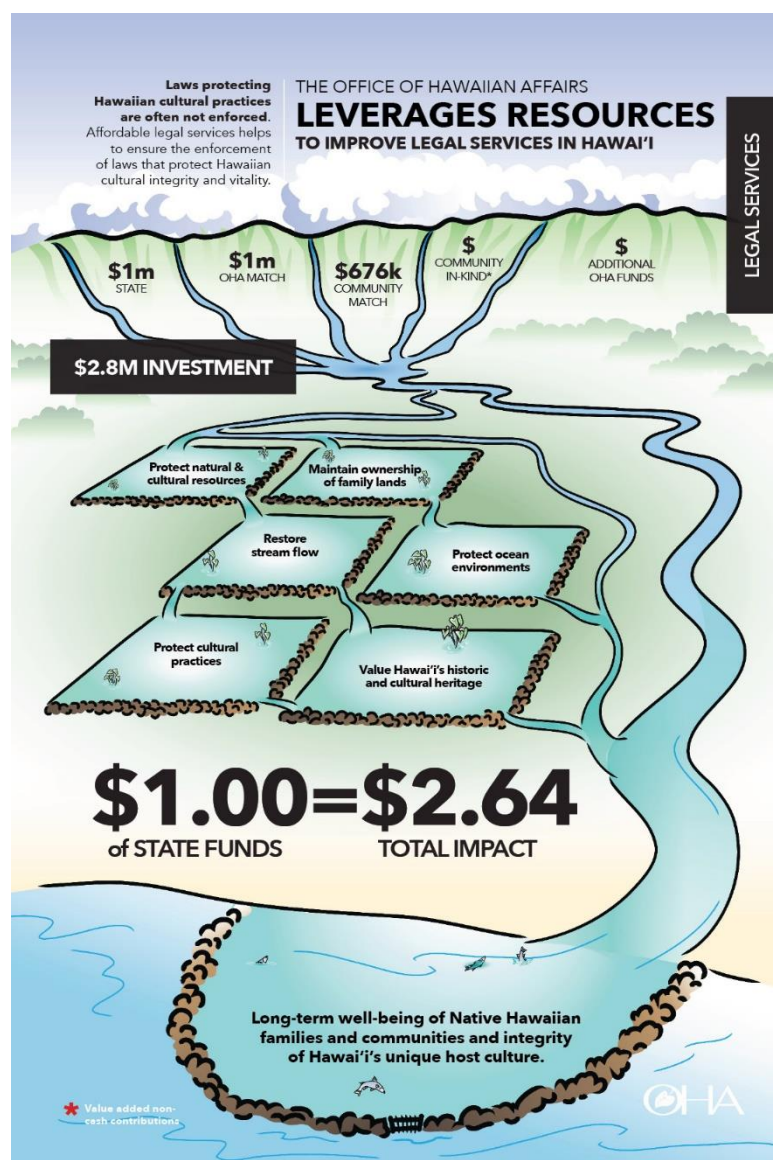 Laws protecting
Hawaiian cultural practices
are often not enforced.
Affordable legal services helps
to ensure the enforcement
of laws that protect Hawaiian
cultural integrity and vitality.
THE OFFICE OF HAWAIIAN AFFAIRS
LEVERAGES RESOURCES
TO IMPROVE LEGAL SERVICES IN HAWAI‘I
LEGAL SERVICES
$1m
STATE
$1m
OHA MATCH
$676k
COMMUNITY
MATCH
$
COMMUNITY
IN-KIND*
$
ADDITIONAL
OHA FUNDS
$2.8M INVESTMENT
Protect natural &
cultural resources
Maintain ownership
of family lands
Restore
stream flow
Protect ocean
environments
Protect cultural
practices
Value Hawai‘i’s historic
and cultural heritage
$1.00=$2.64
of STATE FUNDS TOTAL IMPACT
Long-term well-being of Native Hawaiian
families and communities and integrity
of Hawai‘i’s unique host culture.
* Value added non-
cash contributions
OHA